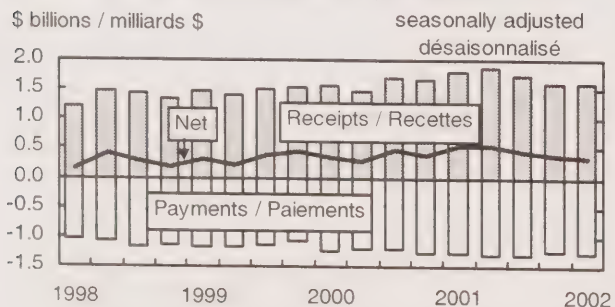 $ billions / milliards $
seasonally adjusted
désaisonnalisé
2.0
1.5
1.0
0.5
0.0
-0.5
-1.0
-1.5
Net
Receipts / Recettes
Payments / Paiements
1998 1999 2000 2001 2002